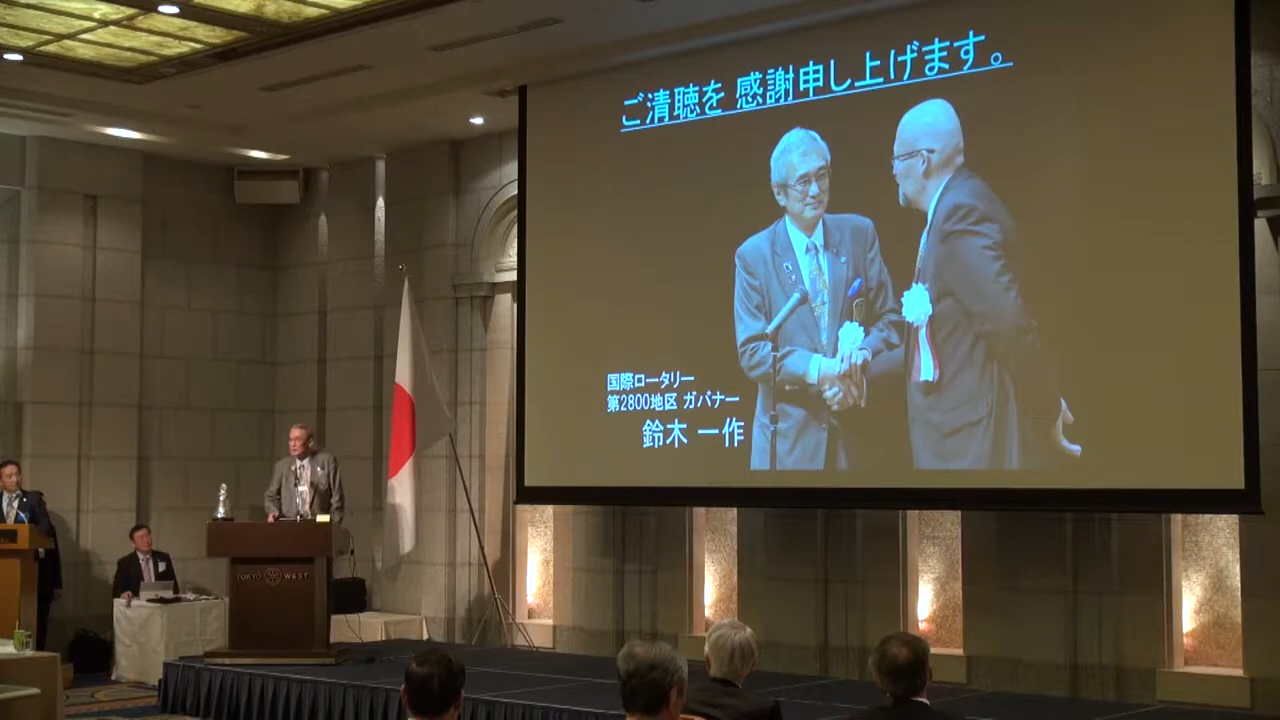 ご清聴を 感謝申し上げます。
国際ロータリー
第2800地区 ガバナー
鈴木 一作
TOKYO WEST